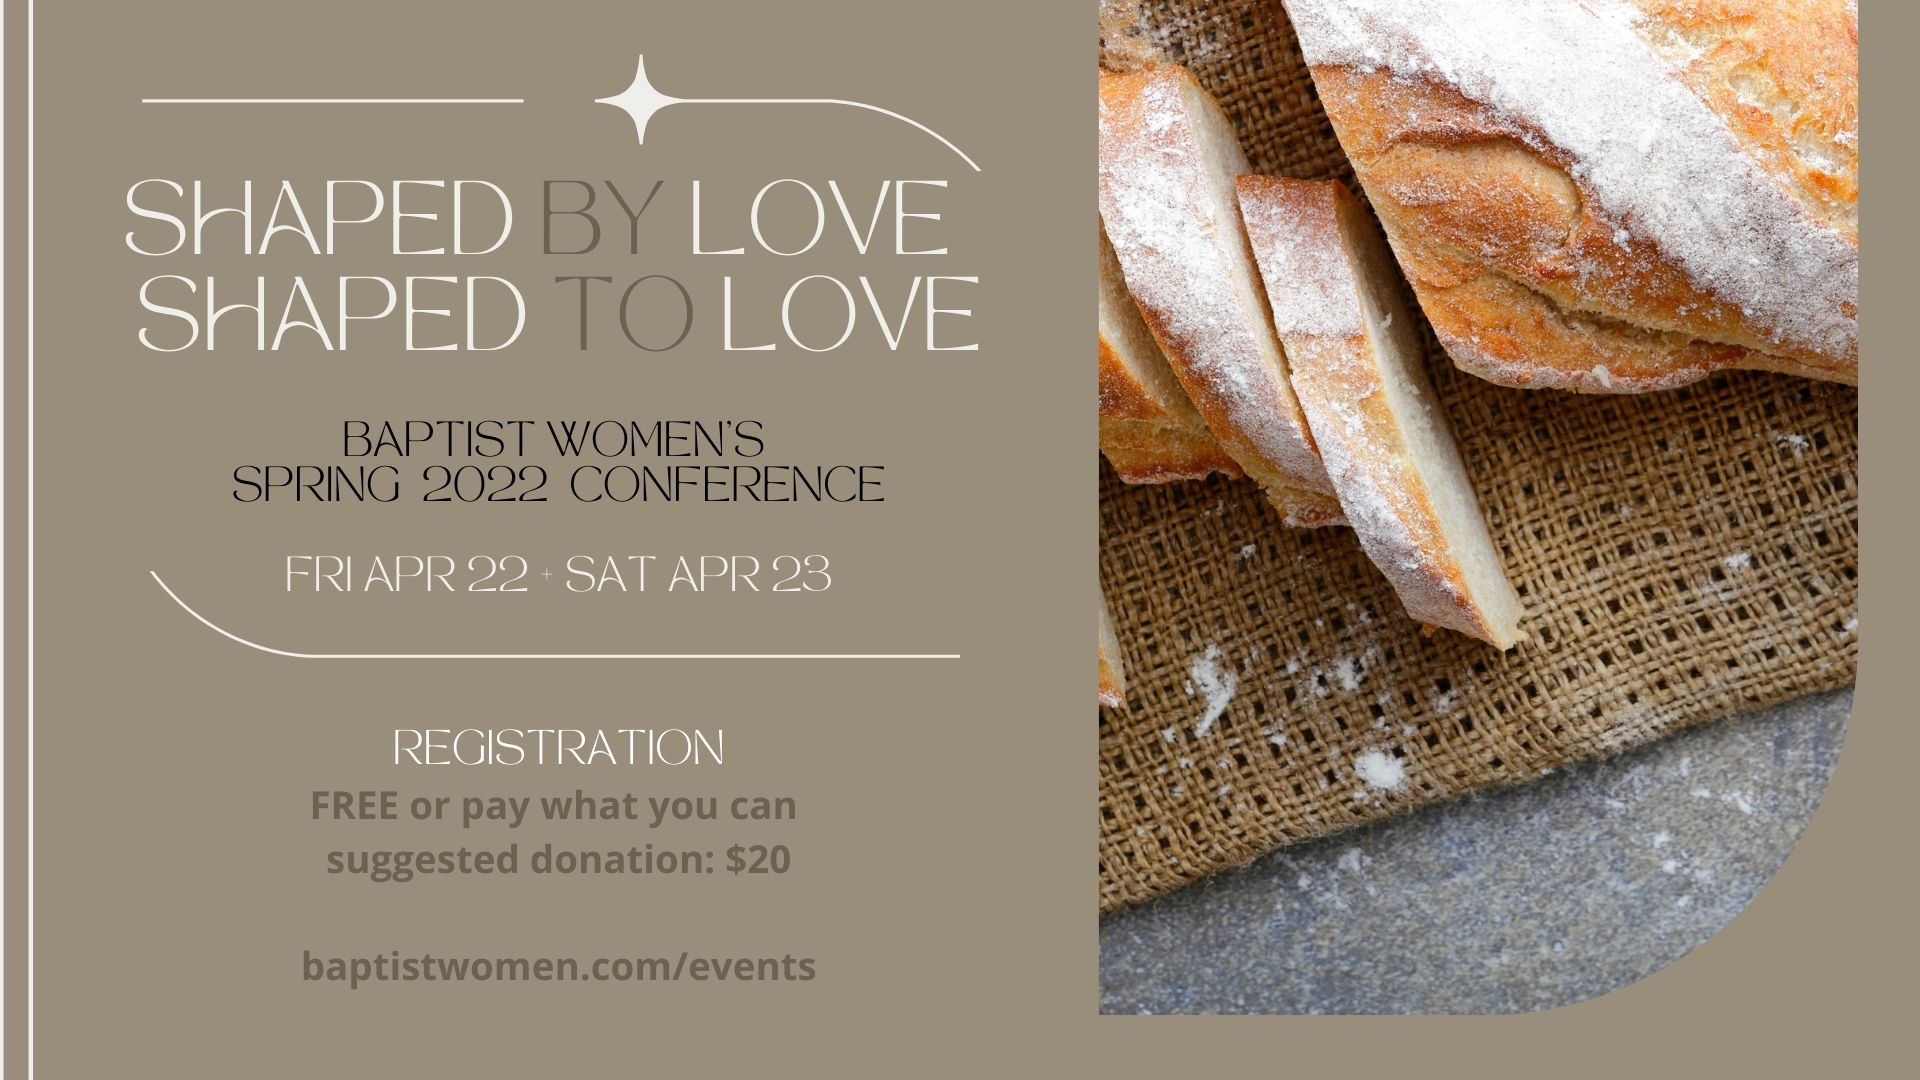 SHAPED BY LOVE
SHAPED TO LOVE
BAPTIST WOMEN'S
SPRING 2022 CONFERENCE
FRI APR 22 + SAT APR 23
REGISTRATION
FREE or pay what you can
suggested donation: $20
baptistwomen.com/events